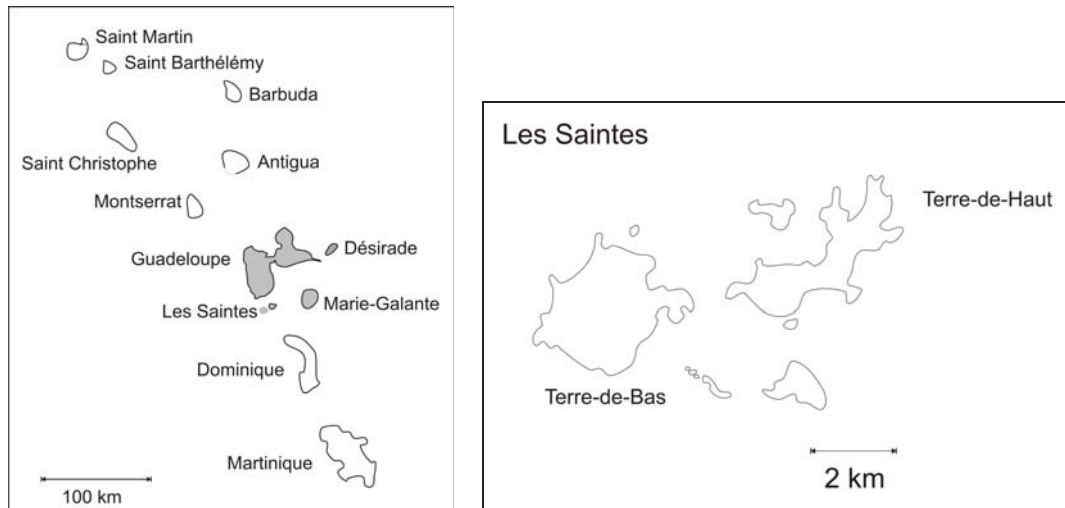 Saint Martin
Saint Barthélémy
Barbuda
Saint Christophe
Antigua
Montserrat
Guadeloupe
Désirade
Les Saintes
Marie-Galante
Dominique
Martinique
100 km
Les Saintes
Terre-de-Haut
Terre-de-Bas
2 km